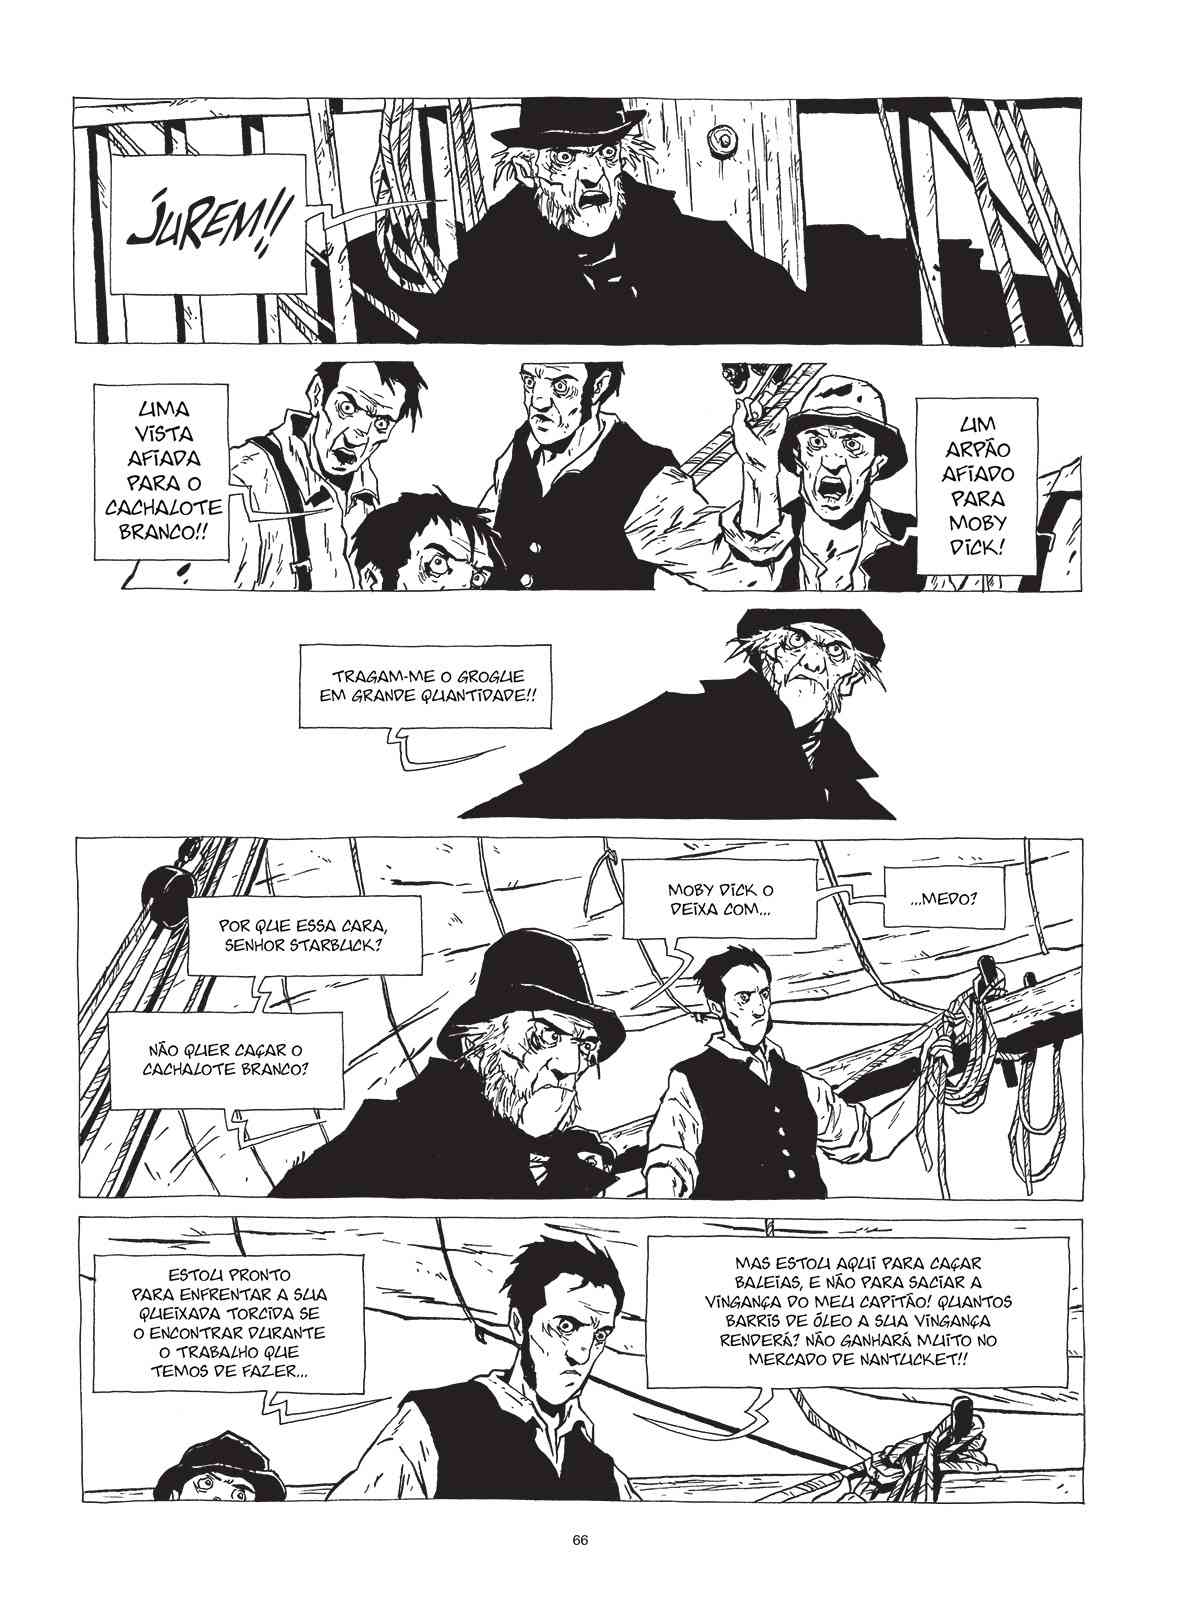 JUREM!!
UMA
VISTA
AFIADA
PARA O
CACHALOTE
BRANCO!!
UM
ARPÃO
AFIADO
PARA
MOBY
DICK!
TRAGAM-ME O GROGUE
EM GRANDE QUANTIDADE!!
POR QUE ESSA CARA,
SENHOR STARBUCK?
NÃO QUER CAÇAR O
CACHALOTE BRANCO?
MOBY DICK O
DEIXA COM...
...MEDO?
ESTOU PRONTO
PARA ENFRENTAR A SUA
QUEIXADA TORCIDA SE
O ENCONTRAR DURANTE
O TRABALHO QUE
TEMOS DE FAZER...
MAS ESTOU AQUI PARA CAÇAR
BALEIAS, E NÃO PARA SACIAR A
VINGANÇA DO MEU CAPITÃO! QUANTOS
BARRIS DE ÓLEO A SUA VINGANÇA
RENDERÁ? NÃO GANHARÁ MUITO NO
MERCADO DE NANTUCKET!!
66